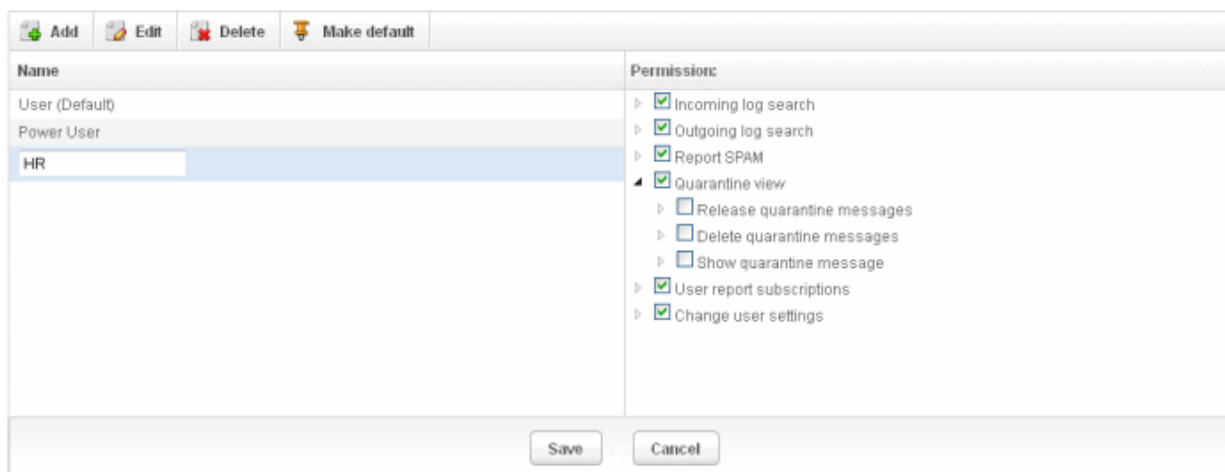 Add Edit Delete Make default
Name Permission:
User (Default)
Power User
HR
Incoming log search
Outgoing log search
Report SPAM
Quarantine view
Release quarantine messages
Delete quarantine messages
Show quarantine message
User report subscriptions
Change user settings
Save Cancel